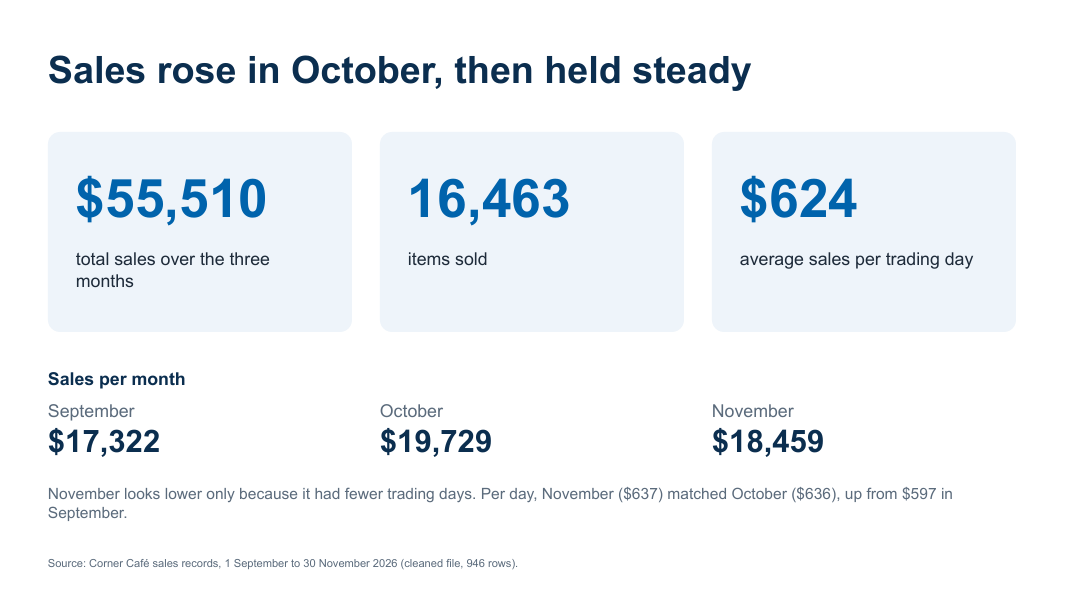 Sales rose in October, then held steady
$55,510
total sales over the three
months
16,463
items sold
$624
average sales per trading day
Sales per month
September
$17,322
October
$19,729
November
$18,459
November looks lower only because it had fewer trading days. Per day, November ($637) matched October ($636), up from $597 in
September.
Source: Corner Café sales records, 1 September to 30 November 2026 (cleaned file, 946 rows).